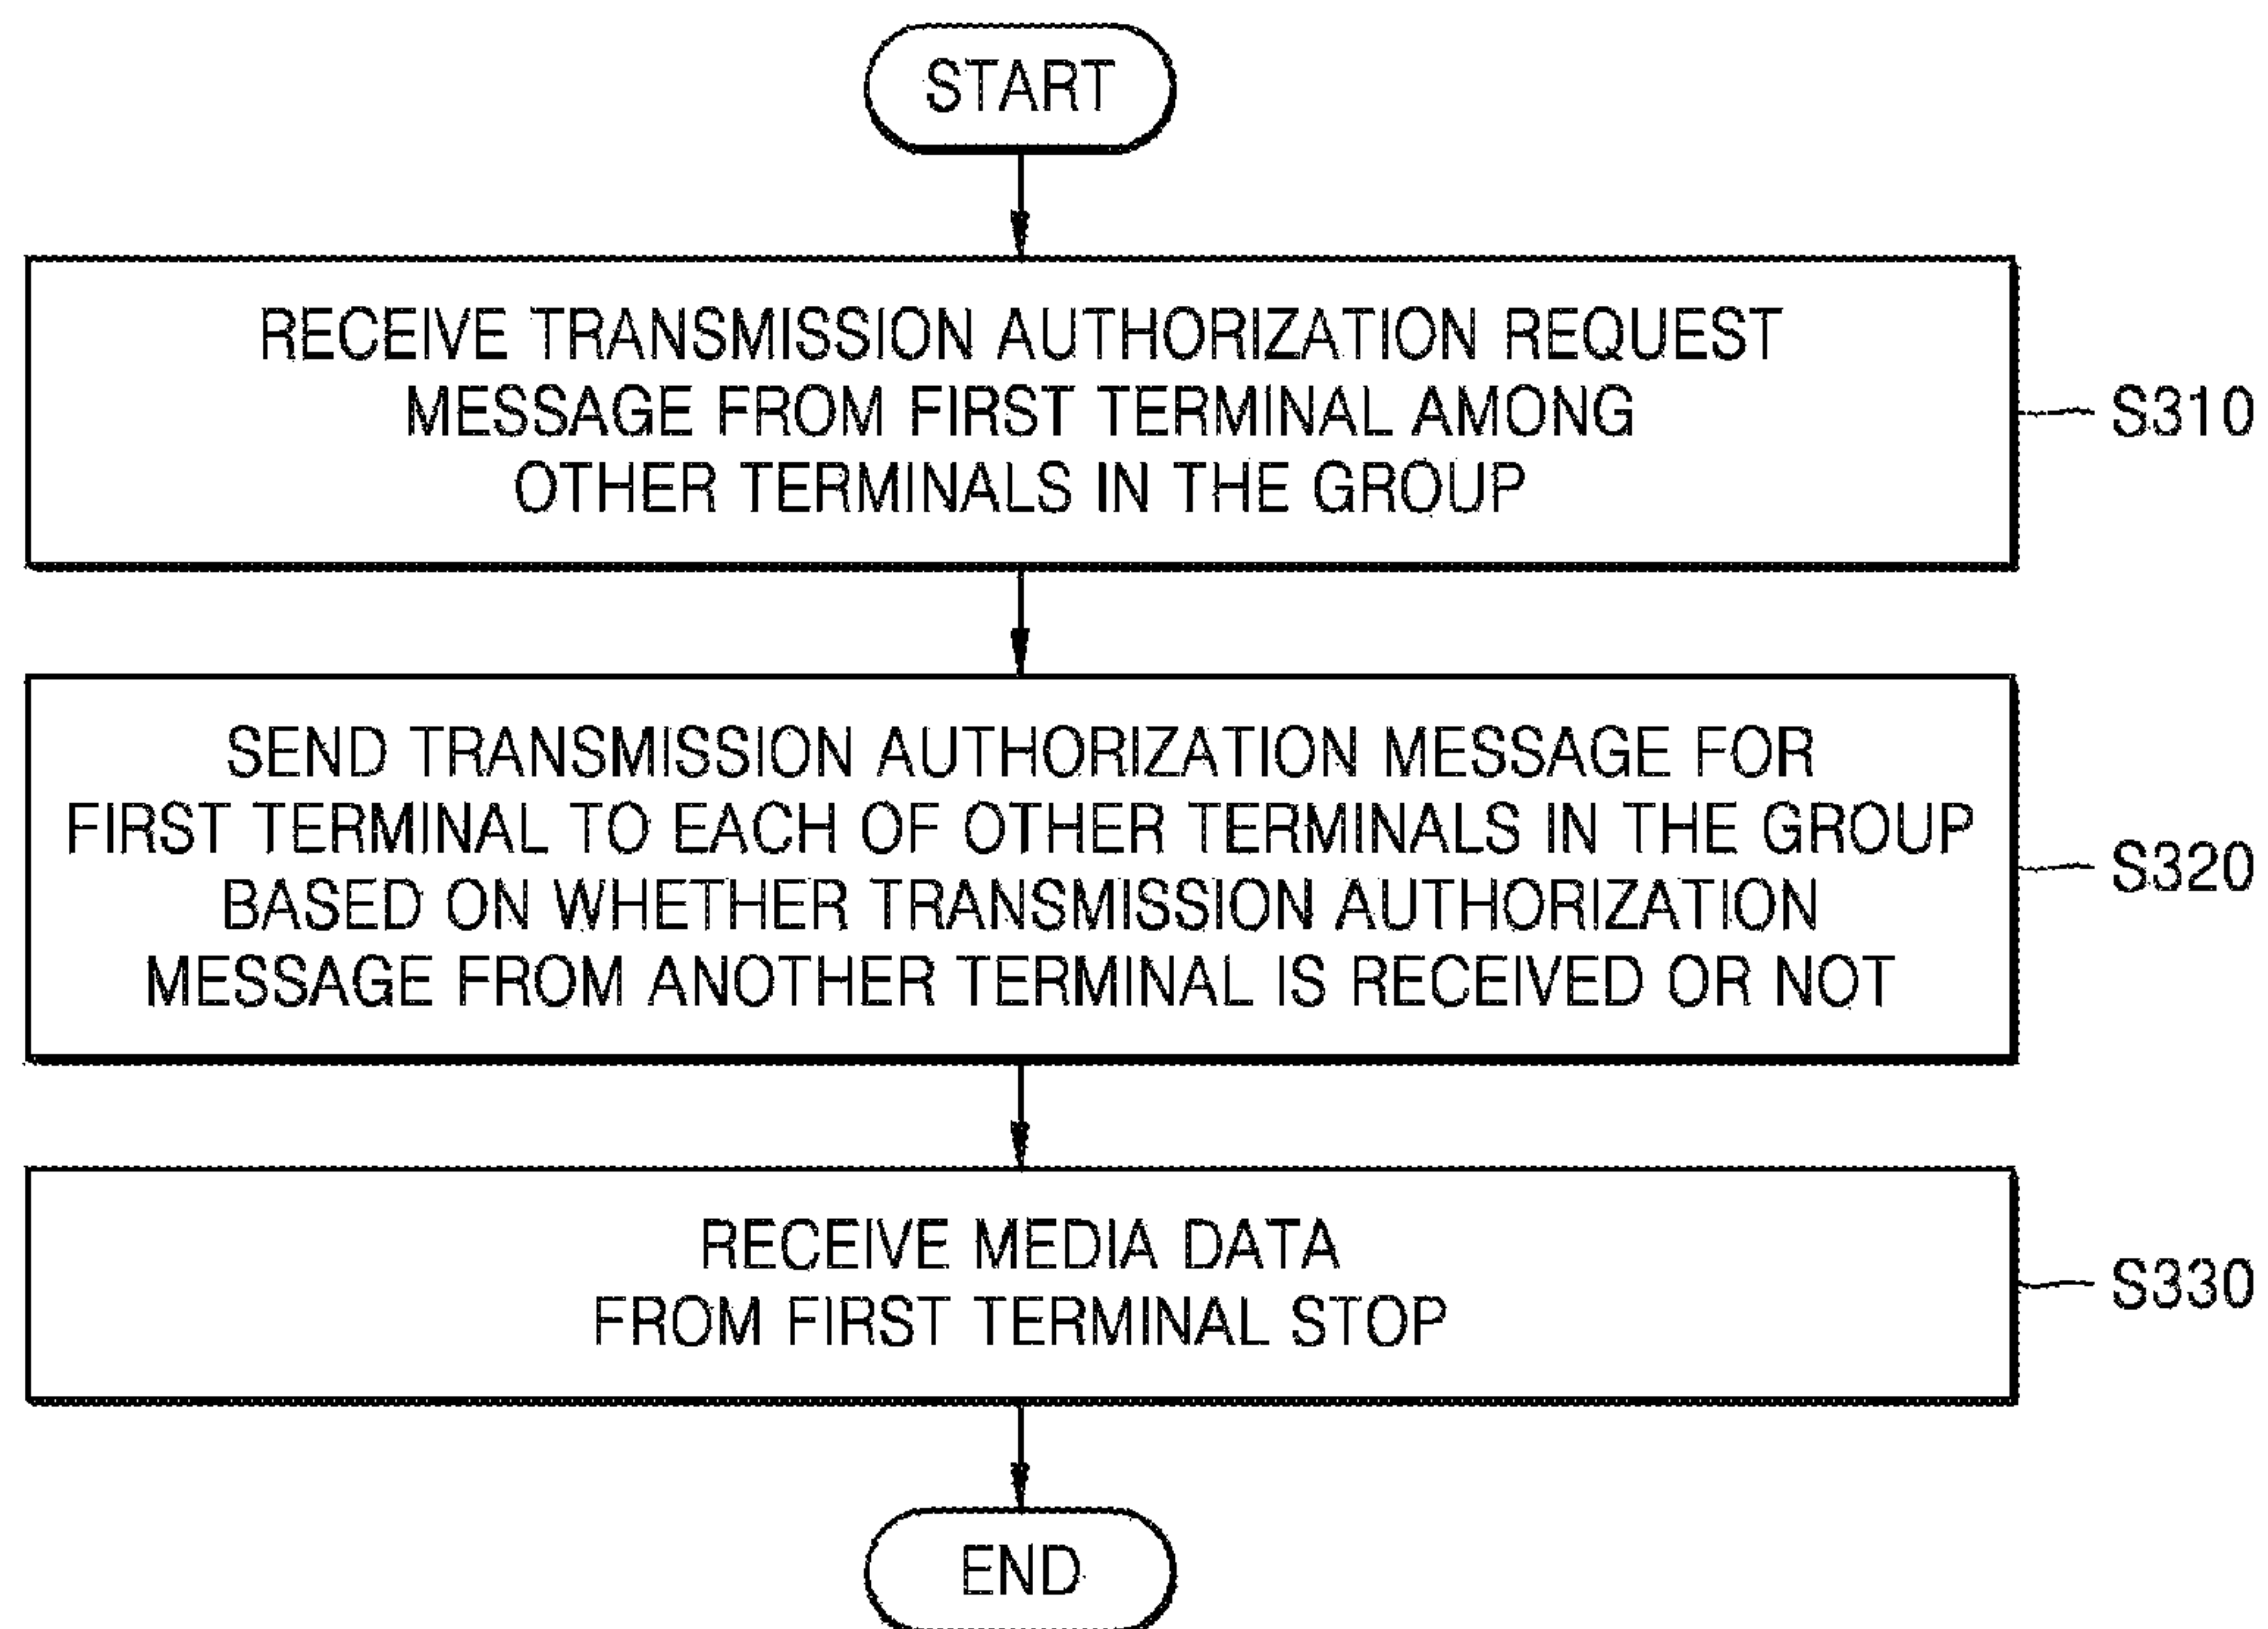 START
RECEIVE TRANSMISSION AUTHORIZATION REQUEST
MESSAGE FROM FIRST TERMINAL AMONG
OTHER TERMINALS IN THE GROUP
S310
SEND TRANSMISSION AUTHORIZATION MESSAGE FOR
FIRST TERMINAL TO EACH OF OTHER TERMINALS IN THE GROUP
BASED ON WHETHER TRANSMISSION AUTHORIZATION
MESSAGE FROM ANOTHER TERMINAL IS RECEIVED OR NOT
S320
RECEIVE MEDIA DATA
FROM FIRST TERMINAL STOP
S330
END